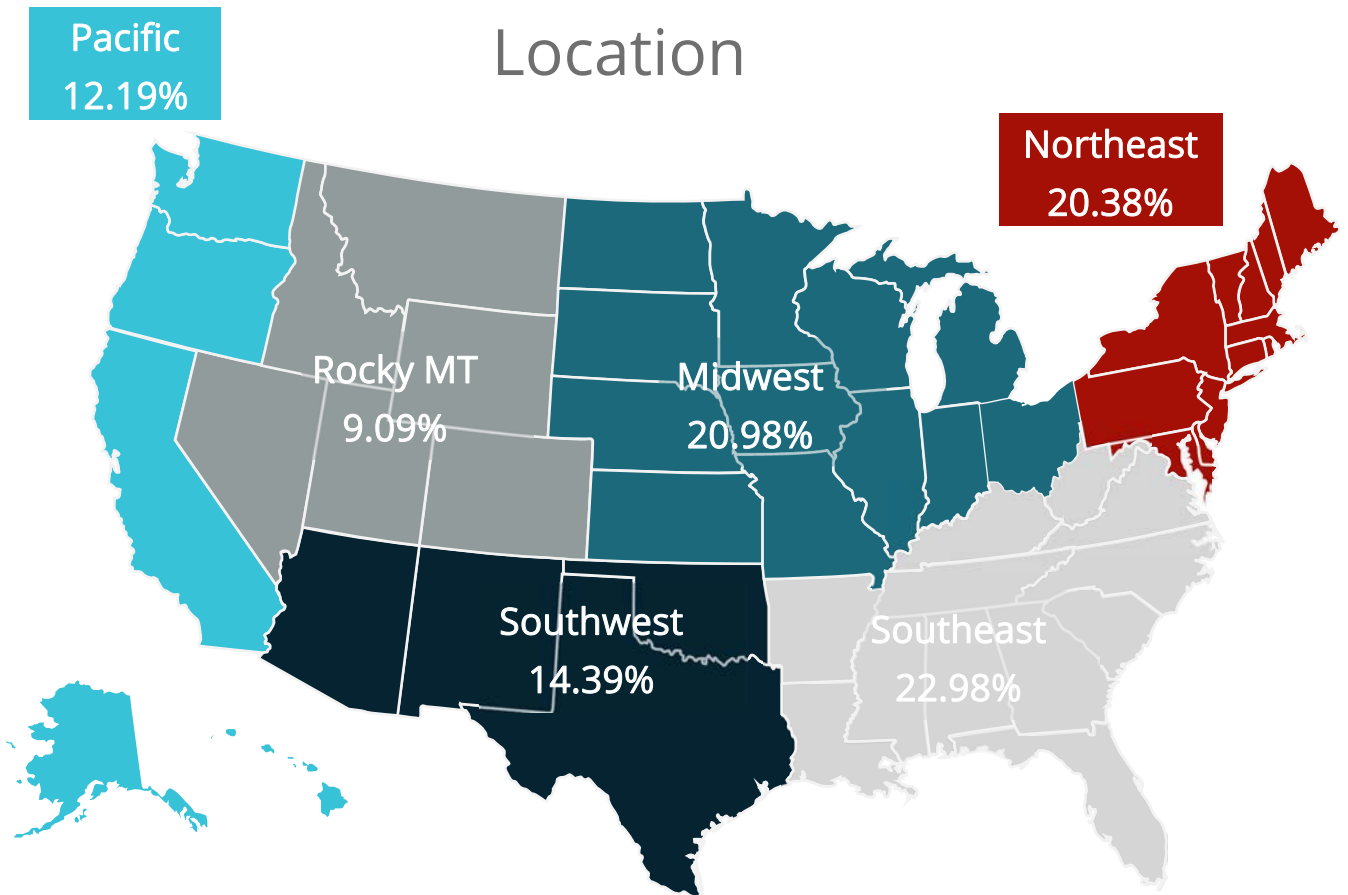 Location
Pacific
12.19%
Northeast
20.38%
Rocky MT
9.09%
Midwest
20.98%
Southwest
14.39%
Southeast
22.98%